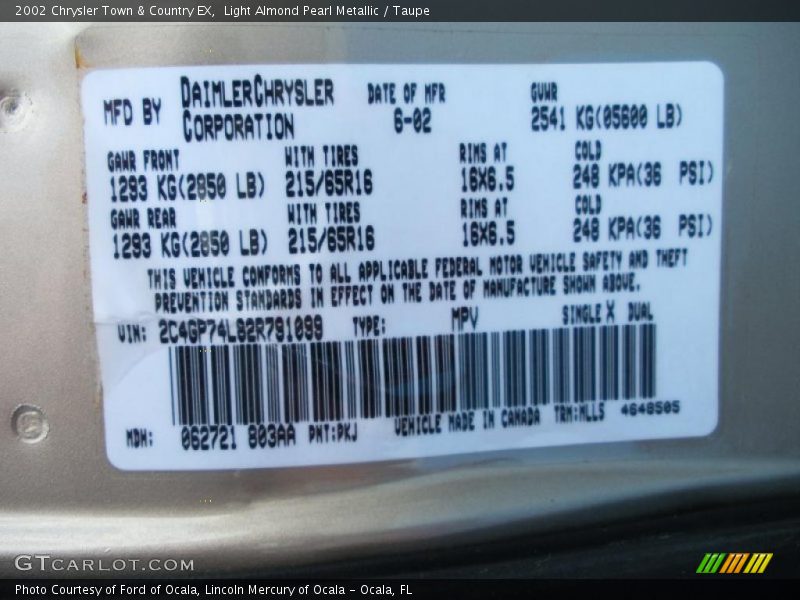 2002 Chrysler Town & Country EX, Light Almond Pearl Metallic / Taupe
MFD BY DAIMLERCHRYSLER CORPORATION DATE OF MFR 6-02 GVWR 2541 KG(05600 LB)
GAWR FRONT WITH TIRES RIMS AT COLD
1293 KG(2850 LB) 215/65R16 16X6.5 248 KPA(36 PSI)
GAWR REAR WITH TIRES RIMS AT COLD
1293 KG(2850 LB) 215/65R16 16X6.5 248 KPA(36 PSI)
THIS VEHICLE CONFORMS TO ALL APPLICABLE FEDERAL MOTOR VEHICLE SAFETY AND THEFT
PREVENTION STANDARDS IN EFFECT ON THE DATE OF MANUFACTURE SHOWN ABOVE.
VIN: 2C4GP74L82R791099 TYPE: MPV SINGLE X DUAL
MDH: 062721 803AA PNT:PKJ VEHICLE MADE IN CANADA TRM:MLL5 4648505
GTCARLOT.COM
Photo Courtesy of Ford of Ocala, Lincoln Mercury of Ocala - Ocala, FL